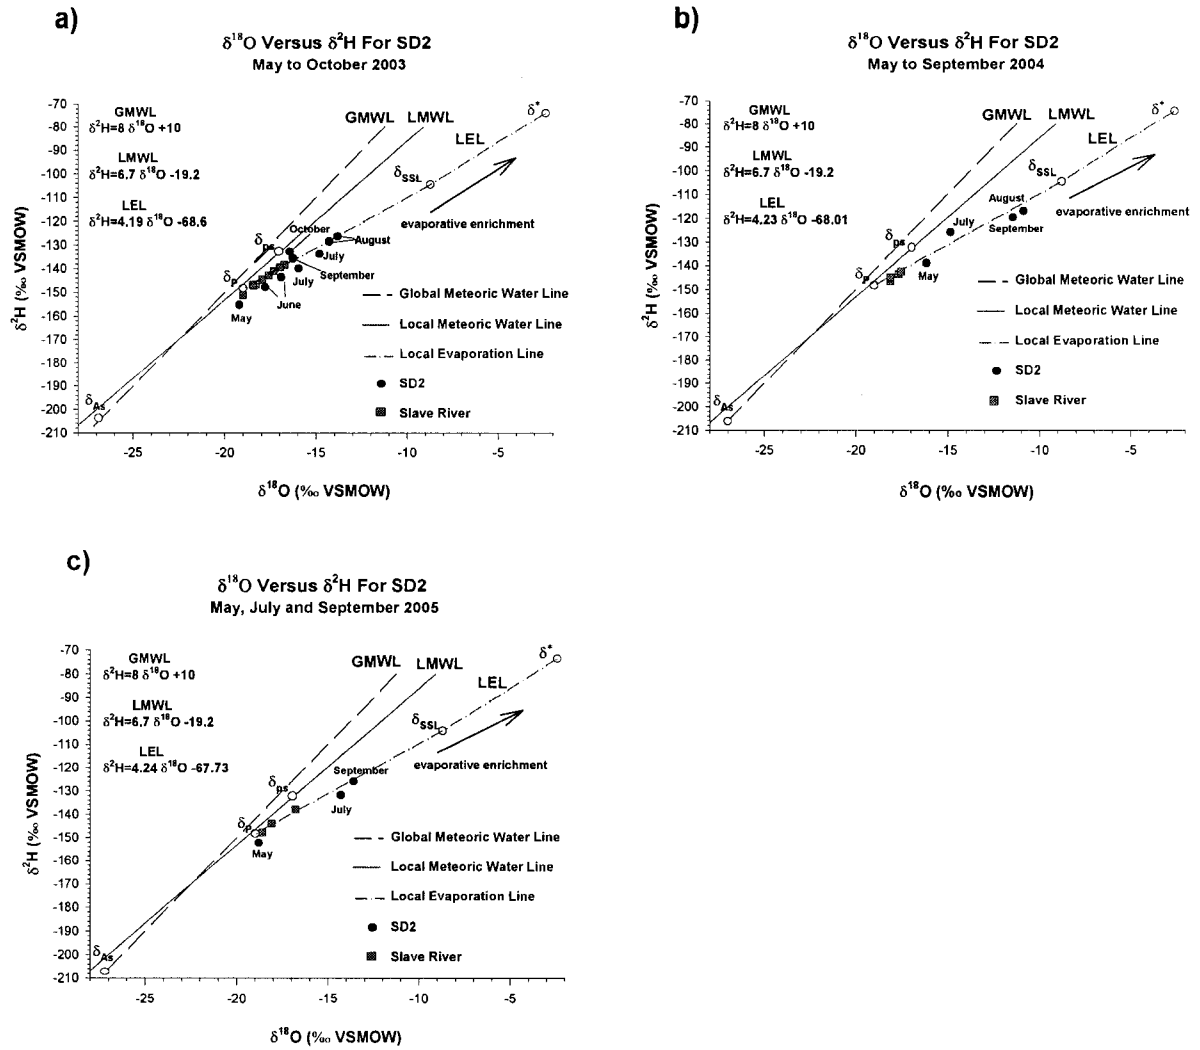 a)
δ18O Versus δ2H For SD2
May to October 2003
GMWL
δ2H=8 δ18O +10
LMWL
δ2H=6.7 δ18O -19.2
LEL
δ2H=4.19 δ18O -68.6
GMWL
LMWL
LEL
δ*
δSSL
evaporative enrichment
October
δps
August
July
September
July
δP
June
May
δAs
Global Meteoric Water Line
Local Meteoric Water Line
Local Evaporation Line
SD2
Slave River
-70
-80
-90
-100
-110
-120
-130
-140
-150
-160
-170
-180
-190
-200
-210
δ2H (‰ VSMOW)
-25
-20
-15
-10
-5
δ18O (‰ VSMOW)
b)
δ18O Versus δ2H For SD2
May to September 2004
GMWL
δ2H=8 δ18O +10
LMWL
δ2H=6.7 δ18O -19.2
LEL
δ2H=4.23 δ18O -68.01
GMWL
LMWL
LEL
δ*
δSSL
August
evaporative enrichment
July
September
δps
δP
May
δAs
Global Meteoric Water Line
Local Meteoric Water Line
Local Evaporation Line
SD2
Slave River
-70
-80
-90
-100
-110
-120
-130
-140
-150
-160
-170
-180
-190
-200
-210
δ2H (‰ VSMOW)
-25
-20
-15
-10
-5
δ18O (‰ VSMOW)
c)
δ18O Versus δ2H For SD2
May, July and September 2005
GMWL
δ2H=8 δ18O +10
LMWL
δ2H=6.7 δ18O -19.2
LEL
δ2H=4.24 δ18O -67.73
GMWL
LMWL
LEL
δ*
δSSL
evaporative enrichment
September
δps
July
δP
May
δAs
Global Meteoric Water Line
Local Meteoric Water Line
Local Evaporation Line
SD2
Slave River
-70
-80
-90
-100
-110
-120
-130
-140
-150
-160
-170
-180
-190
-200
-210
δ2H (‰ VSMOW)
-25
-20
-15
-10
-5
δ18O (‰ VSMOW)